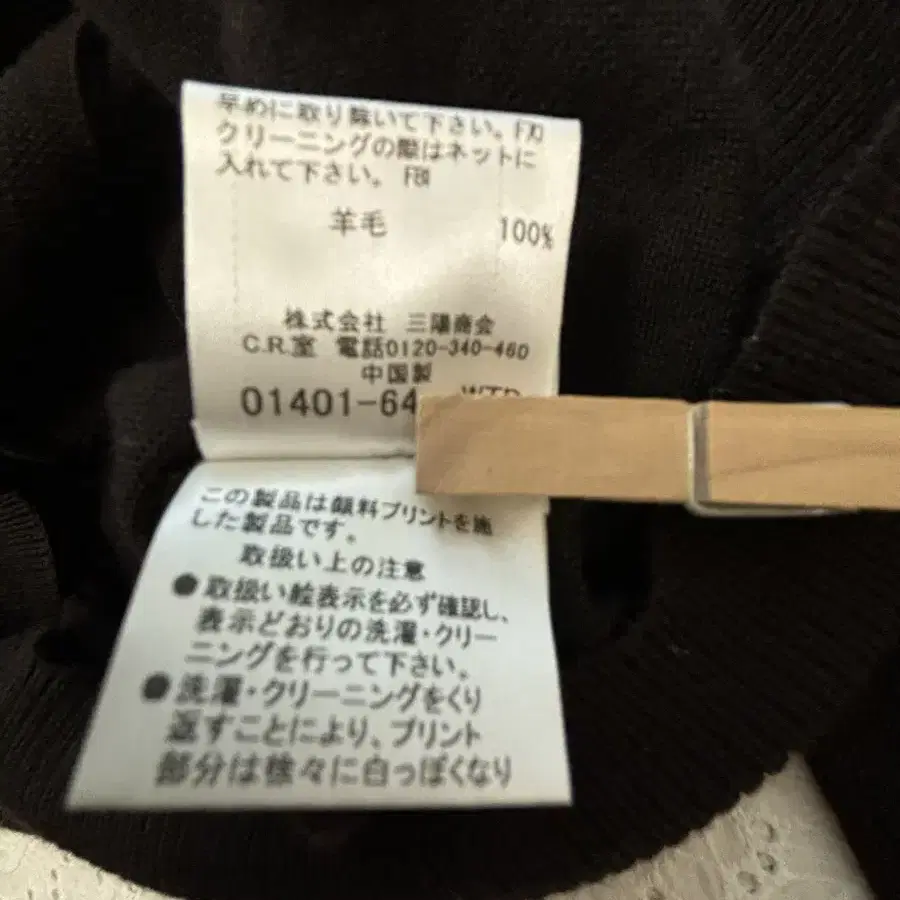 早めに取り除いて下さい。FXJ
クリーニングの際はネットに
入れて下さい。 FBI
羊毛 100%
株式会社 三陽商会
C.R.室 電話0120-340-460
中国製
01401-64
この製品は顔料プリントを施
した製品です。
取扱い上の注意
●取扱い絵表示を必ず確認し、
表示どおりの洗濯・クリー
ニングを行って下さい。
●洗濯・クリーニングをくり
返すことにより、プリント
部分は徐々に白っぽくなり